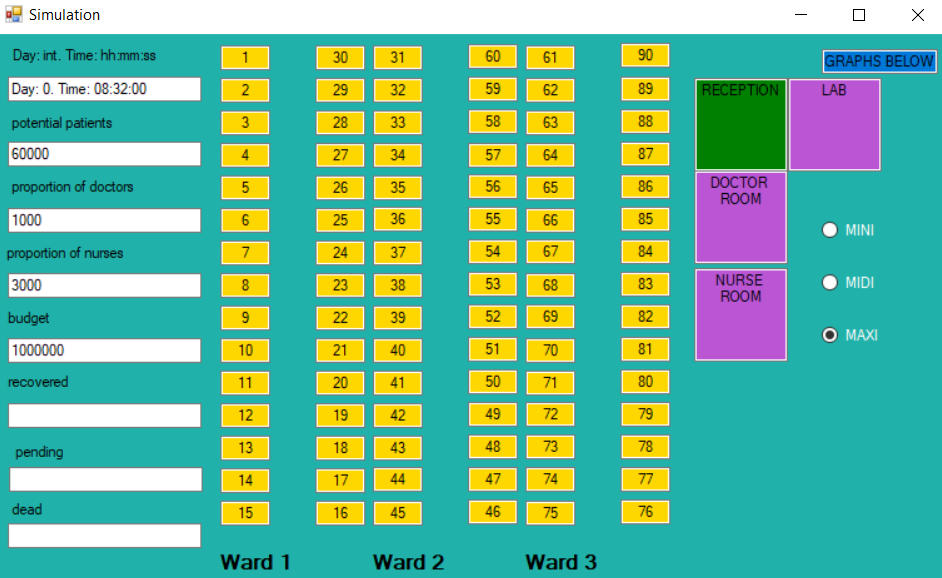 Simulation
Day: int. Time: hh:mm:ss
Day: 0. Time: 08:32:00
potential patients
60000
proportion of doctors
1000
proportion of nurses
3000
budget
1000000
recovered
pending
dead
1 30 31 60 61 90
2 29 32 59 62 89
3 28 33 58 63 88
4 27 34 57 64 87
5 26 35 56 65 86
6 25 36 55 66 85
7 24 37 54 67 84
8 23 38 53 68 83
9 22 39 52 69 82
10 21 40 51 70 81
11 20 41 50 71 80
12 19 42 49 72 79
13 18 43 48 73 78
14 17 44 47 74 77
15 16 45 46 75 76
Ward 1 Ward 2 Ward 3
GRAPHS BELOW
RECEPTION LAB
DOCTOR
ROOM
NURSE
ROOM
MINI
MIDI
MAXI